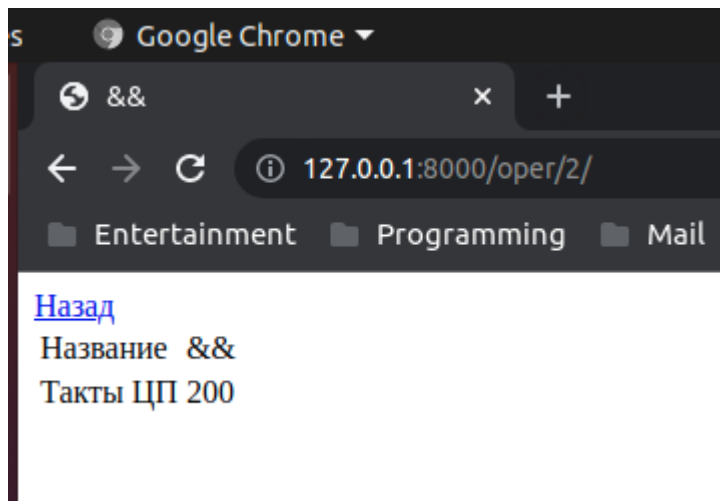 s Google Chrome
&& × +
127.0.0.1:8000/oper/2/
Entertainment Programming Mail
Назад
Название &&
Такты ЦП 200